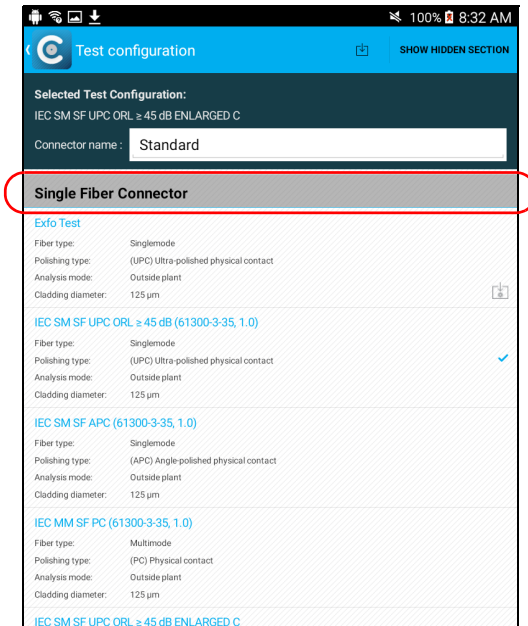 100% 8:32 AM
Test configuration SHOW HIDDEN SECTION
Selected Test Configuration:
IEC SM SF UPC ORL ≥ 45 dB ENLARGED C
Connector name : Standard
Single Fiber Connector
Exfo Test
Fiber type: Singlemode
Polishing type: (UPC) Ultra-polished physical contact
Analysis mode: Outside plant
Cladding diameter: 125 µm
IEC SM SF UPC ORL ≥ 45 dB (61300-3-35, 1.0)
Fiber type: Singlemode
Polishing type: (UPC) Ultra-polished physical contact
Analysis mode: Outside plant
Cladding diameter: 125 µm
IEC SM SF APC (61300-3-35, 1.0)
Fiber type: Singlemode
Polishing type: (APC) Angle-polished physical contact
Analysis mode: Outside plant
Cladding diameter: 125 µm
IEC MM SF PC (61300-3-35, 1.0)
Fiber type: Multimode
Polishing type: (PC) Physical contact
Analysis mode: Outside plant
Cladding diameter: 125 µm
IEC SM SF UPC ORL ≥ 45 dB ENLARGED C